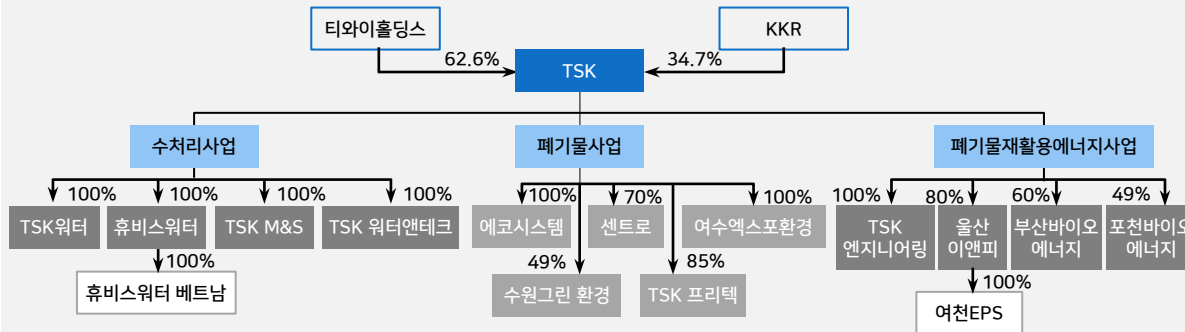 티와이홀딩스
KKR
62.6%
TSK
34.7%
수처리사업
폐기물사업
폐기물재활용에너지사업
100%
100%
100%
100%
TSK워터
휴비스워터
TSK M&S
TSK 워터앤테크
100%
휴비스워터 베트남
100%
70%
100%
에코시스템
센트로
여수엑스포환경
49%
85%
수원그린 환경
TSK 프리텍
100%
80%
60%
49%
TSK
엔지니어링
울산
이앤피
부산바이오
에너지
포천바이오
에너지
100%
여천EPS